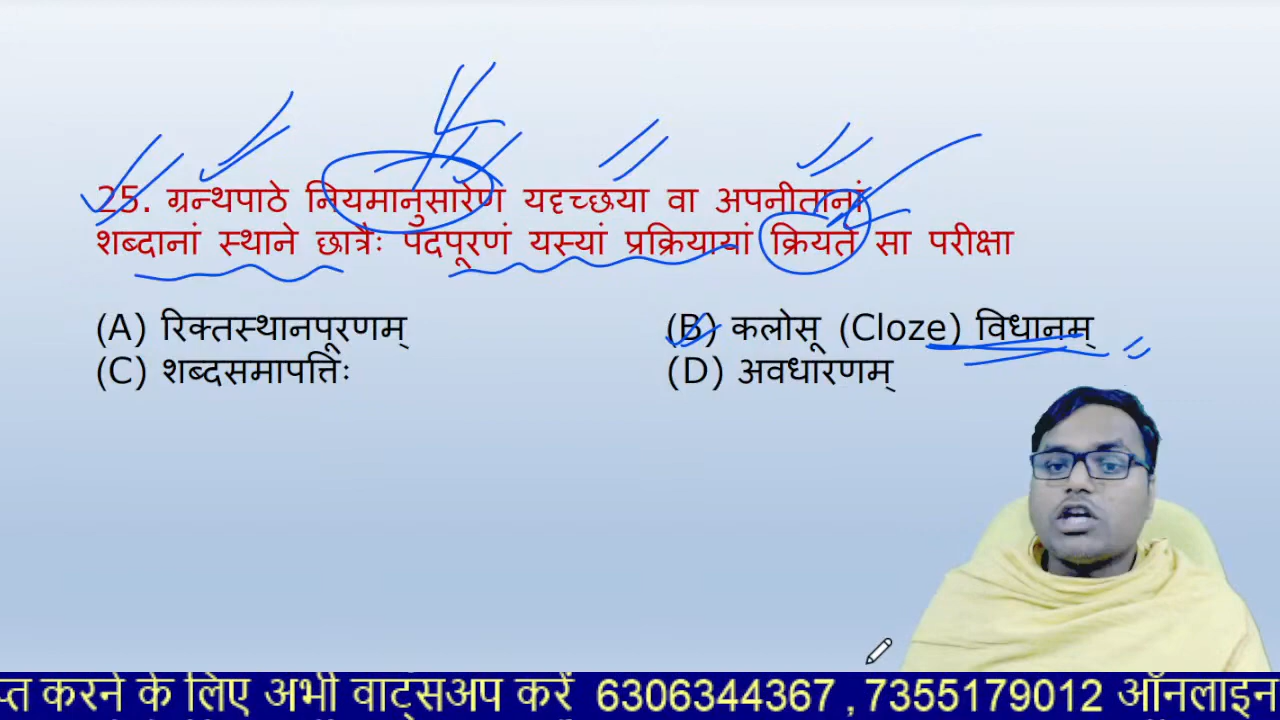 25. ग्रन्थपाठे नियमानुसारेण यदृच्छया वा अपनीतानां
शब्दानां स्थाने छात्रैः पदपूरणं यस्यां प्रक्रियायां क्रियते सा परीक्षा
(A) रिक्तस्थानपूरणम् (B) कलोसू (Cloze) विधानम्
(C) शब्दसमापत्तिः (D) अवधारणम्
प्त करने के लिए अभी वाट्सअप करें 6306344367 , 7355179012 ऑनलाइन